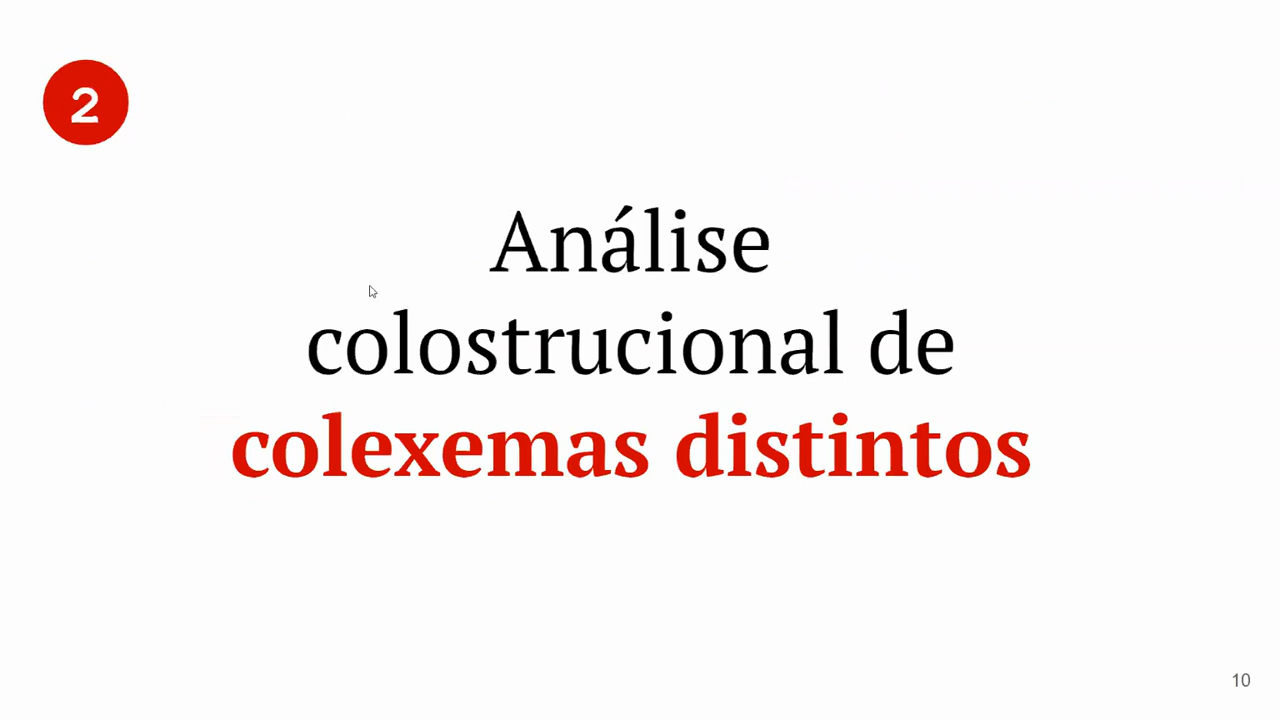 2
Análise
colostrucional de
colexemas distintos
10